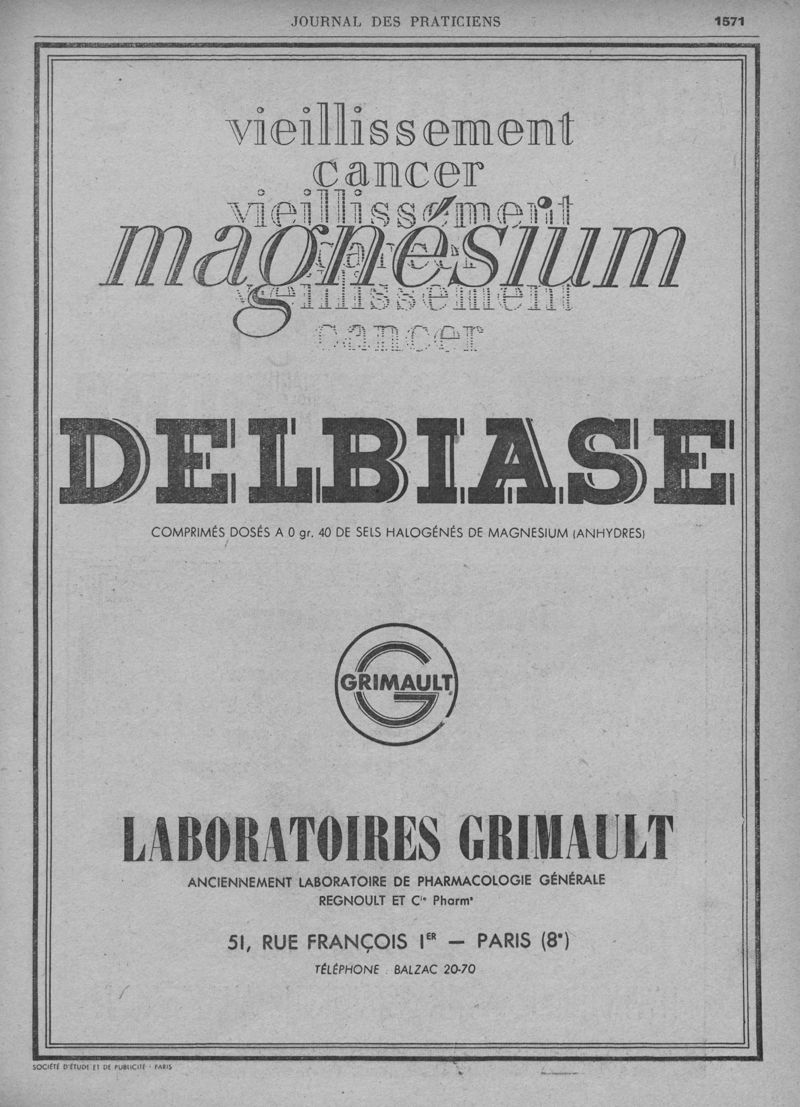 JOURNAL DES PRATICIENS 1571
vieillissement
cancer
vieillissement
magnésium
cancer
vieillissement
cancer
DELBIASE
COMPRIMÉS DOSÉS A 0 gr. 40 DE SELS HALOGÉNÉS DE MAGNESIUM (ANHYDRES)
GRIMAULT
LABORATOIRES GRIMAULT
ANCIENNEMENT LABORATOIRE DE PHARMACOLOGIE GÉNÉRALE
REGNOULT ET Cie Pharms
51, RUE FRANÇOIS IER — PARIS (8e)
TÉLÉPHONE . BALZAC 20-70
SOCIÉTÉ D'ÉTUDE ET DE PUBLICITÉ - PARIS